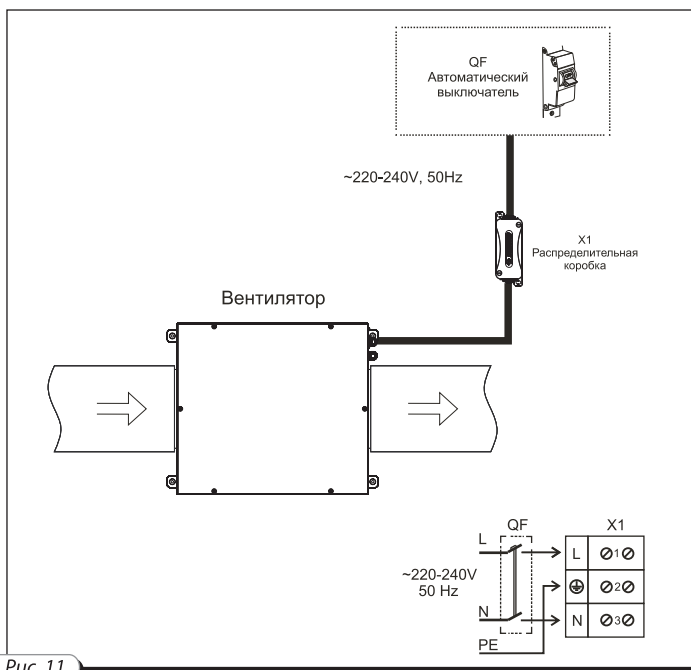 QF
Автоматический
выключатель
~220-240V, 50Hz
X1
Распределительная
коробка
Вентилятор
QF
X1
L
L
1
~220-240V
50 Hz
2
N
N
3
PE
Рис. 11